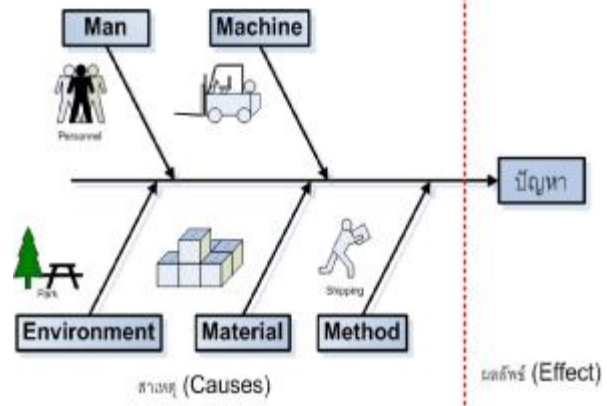 Man
Machine
Personnel
ปัญหา
Park
Shipping
Environment
Material
Method
สาเหตุ (Causes)
ผลลัพธ์ (Effect)